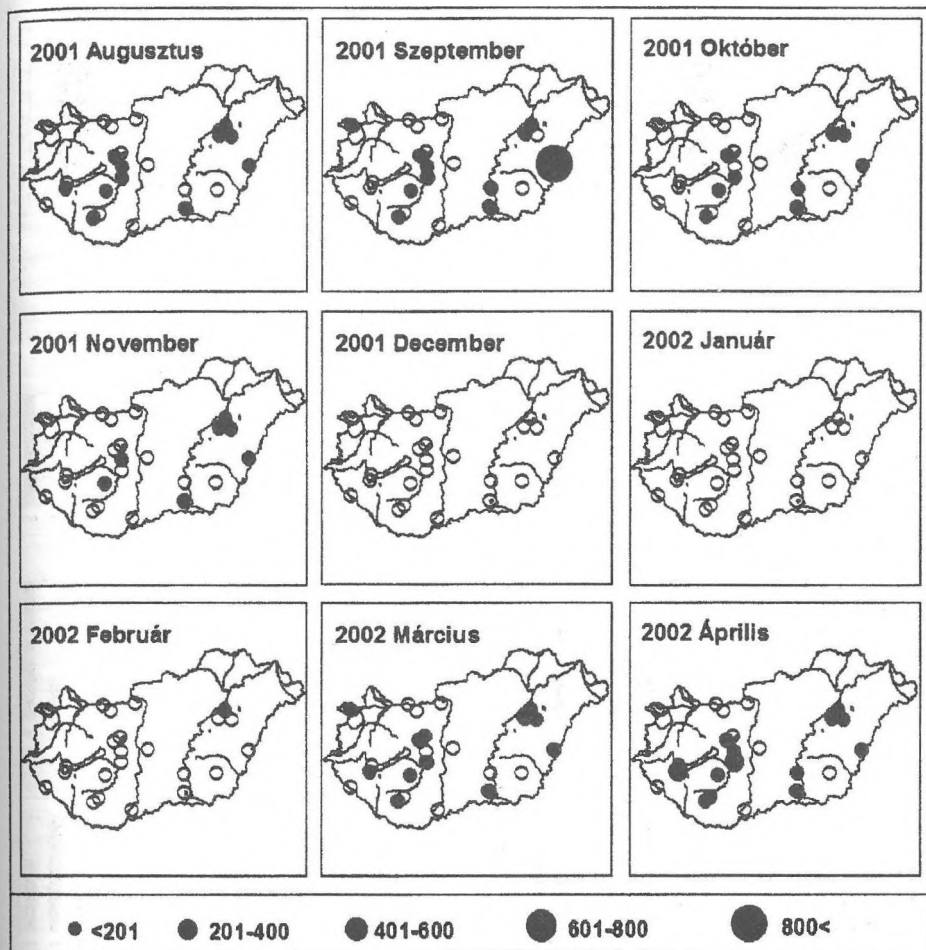 2001 Augusztus 2001 Szeptember 2001 Október
2001 November 2001 December 2002 Január
2002 Február 2002 Március 2002 Április
<201 201-400 401-600 601-800 800<